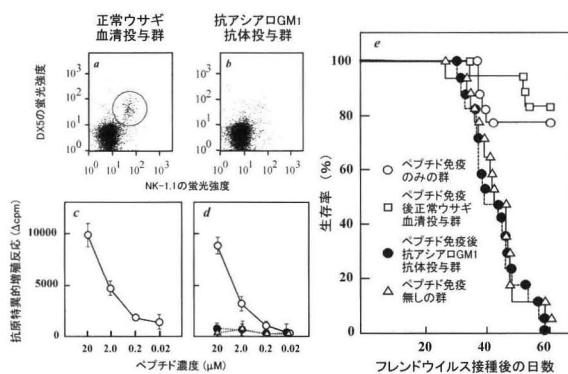 正常ウサギ
血清投与群
抗アシアロGM1
抗体投与群
a
b
DX5の蛍光強度
10³
10²
10¹
10⁰
10³
10²
10¹
10⁰
10⁰ 10¹ 10² 10³
10⁰ 10¹ 10² 10³
NK-1.1の蛍光強度
c
d
抗原特異的増殖反応(Δcpm)
10000
5000
0
20 2.0 0.2 0.02
20 2.0 0.2 0.02
ペプチド濃度 (μM)
e
生存率 (%)
100
80
60
40
20
0
20 40 60
フレンドウイルス接種後の日数
ペプチド免疫
のみの群
ペプチド免疫
後正常ウサギ
血清投与群
ペプチド免疫後
抗アシアロGM1
抗体投与群
ペプチド免疫
無しの群